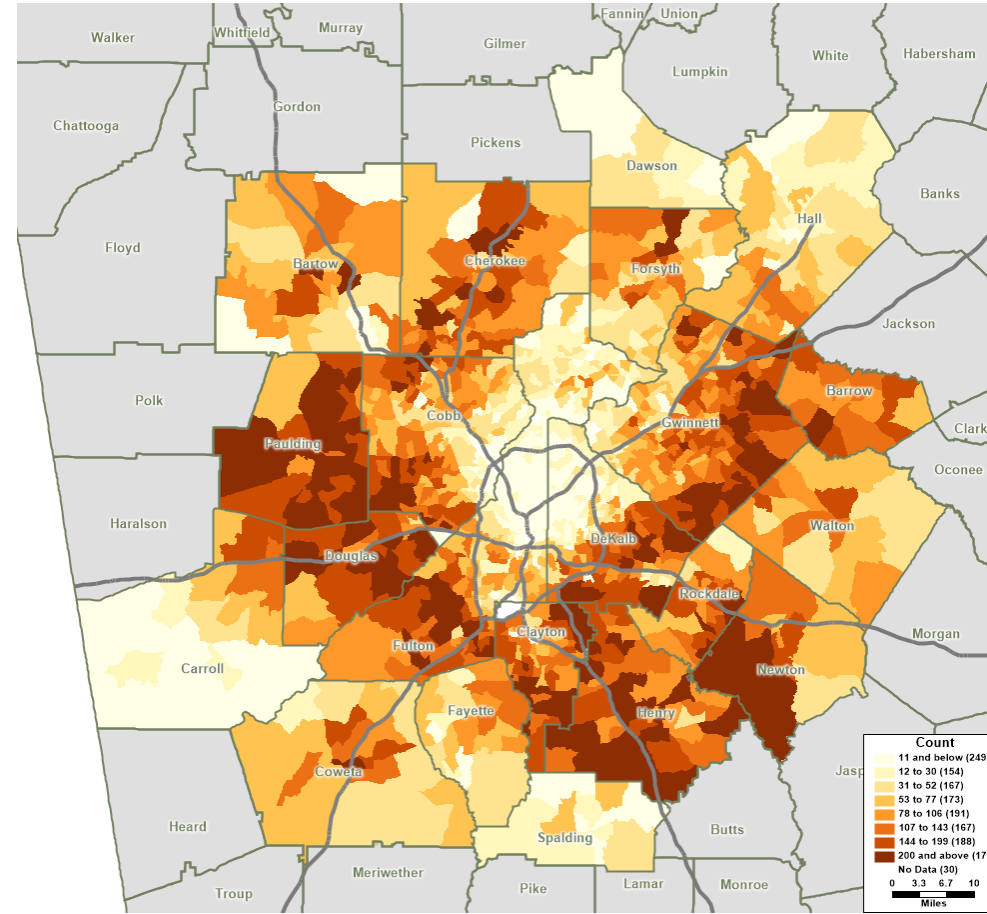 Fannin
Union
Walker
Whitfield
Murray
Gilmer
White
Habersham
Lumpkin
Gordon
Chattooga
Pickens
Dawson
Banks
Hall
Floyd
Bartow
Cherokee
Forsyth
Jackson
Polk
Cobb
Gwinnett
Barrow
Clark
Paulding
Oconee
Haralson
Walton
DeKalb
Douglas
Rockdale
Clayton
Morgan
Fulton
Carroll
Newton
Fayette
Henry
Coweta
Jasp
Heard
Spalding
Butts
Meriwether
Troup
Pike
Lamar
Monroe
Count
11 and below (249
12 to 30 (154)
31 to 52 (167)
53 to 77 (173)
78 to 106 (191)
107 to 143 (167)
144 to 199 (188)
200 and above (17
No Data (30)
0 3.3 6.7 10
Miles